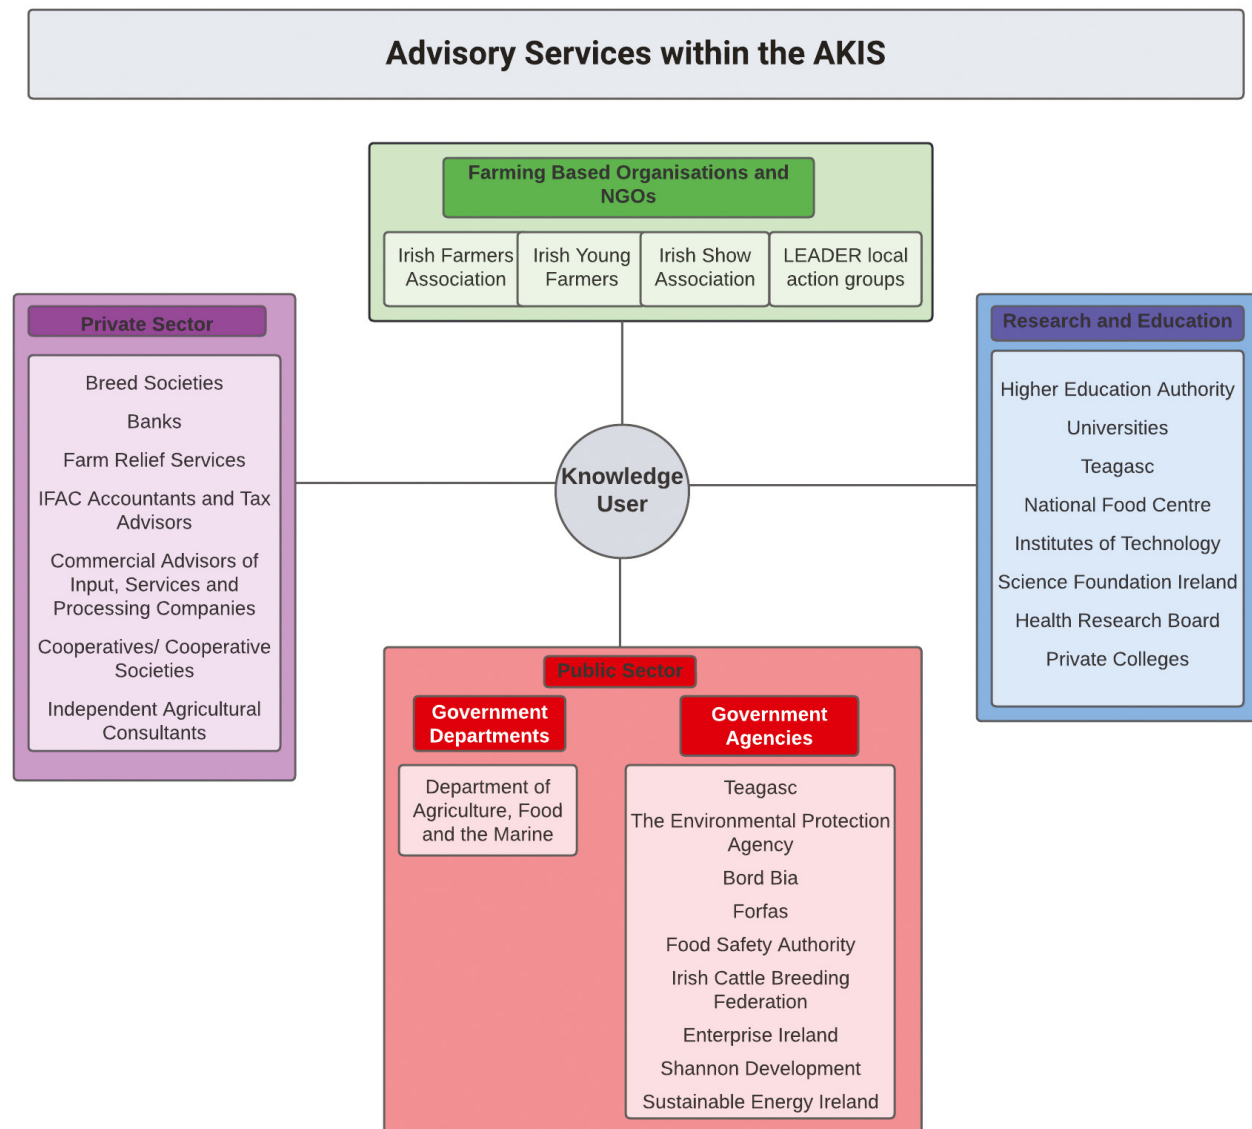 Advisory Services within the AKIS
Farming Based Organisations and
NGOs
Irish Farmers
Association
Irish Young
Farmers
Irish Show
Association
LEADER local
action groups
Private Sector
Breed Societies
Banks
Farm Relief Services
IFAC Accountants and Tax
Advisors
Commercial Advisors of
Input, Services and
Processing Companies
Cooperatives/ Cooperative
Societies
Independent Agricultural
Consultants
Knowledge
User
Research and Education
Higher Education Authority
Universities
Teagasc
National Food Centre
Institutes of Technology
Science Foundation Ireland
Health Research Board
Private Colleges
Public Sector
Government
Departments
Department of
Agriculture, Food
and the Marine
Government
Agencies
Teagasc
The Environmental Protection
Agency
Bord Bia
Forfas
Food Safety Authority
Irish Cattle Breeding
Federation
Enterprise Ireland
Shannon Development
Sustainable Energy Ireland